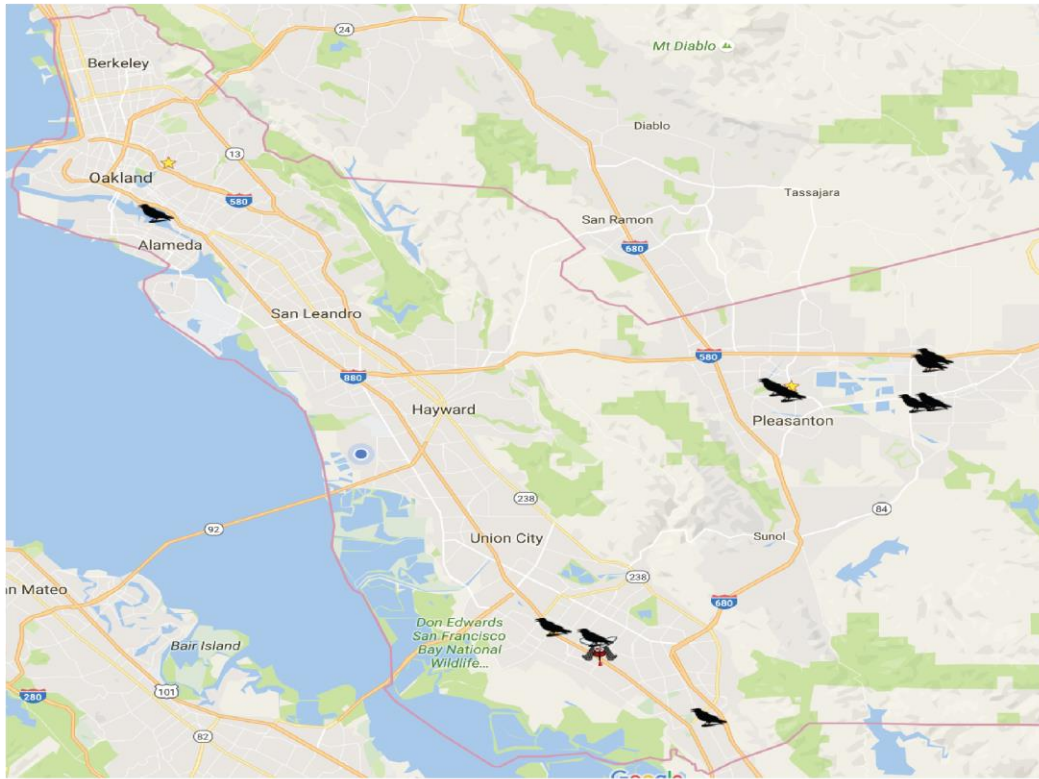 24
Berkeley
Mt Diablo
Diablo
13
Oakland
580
Tassajara
San Ramon
Alameda
680
San Leandro
580
880
Hayward
Pleasanton
238
84
92
Union City
Sunol
238
n Mateo
680
Don Edwards
San Francisco
Bay National
Wildlife...
Bair Island
101
280
82
Google